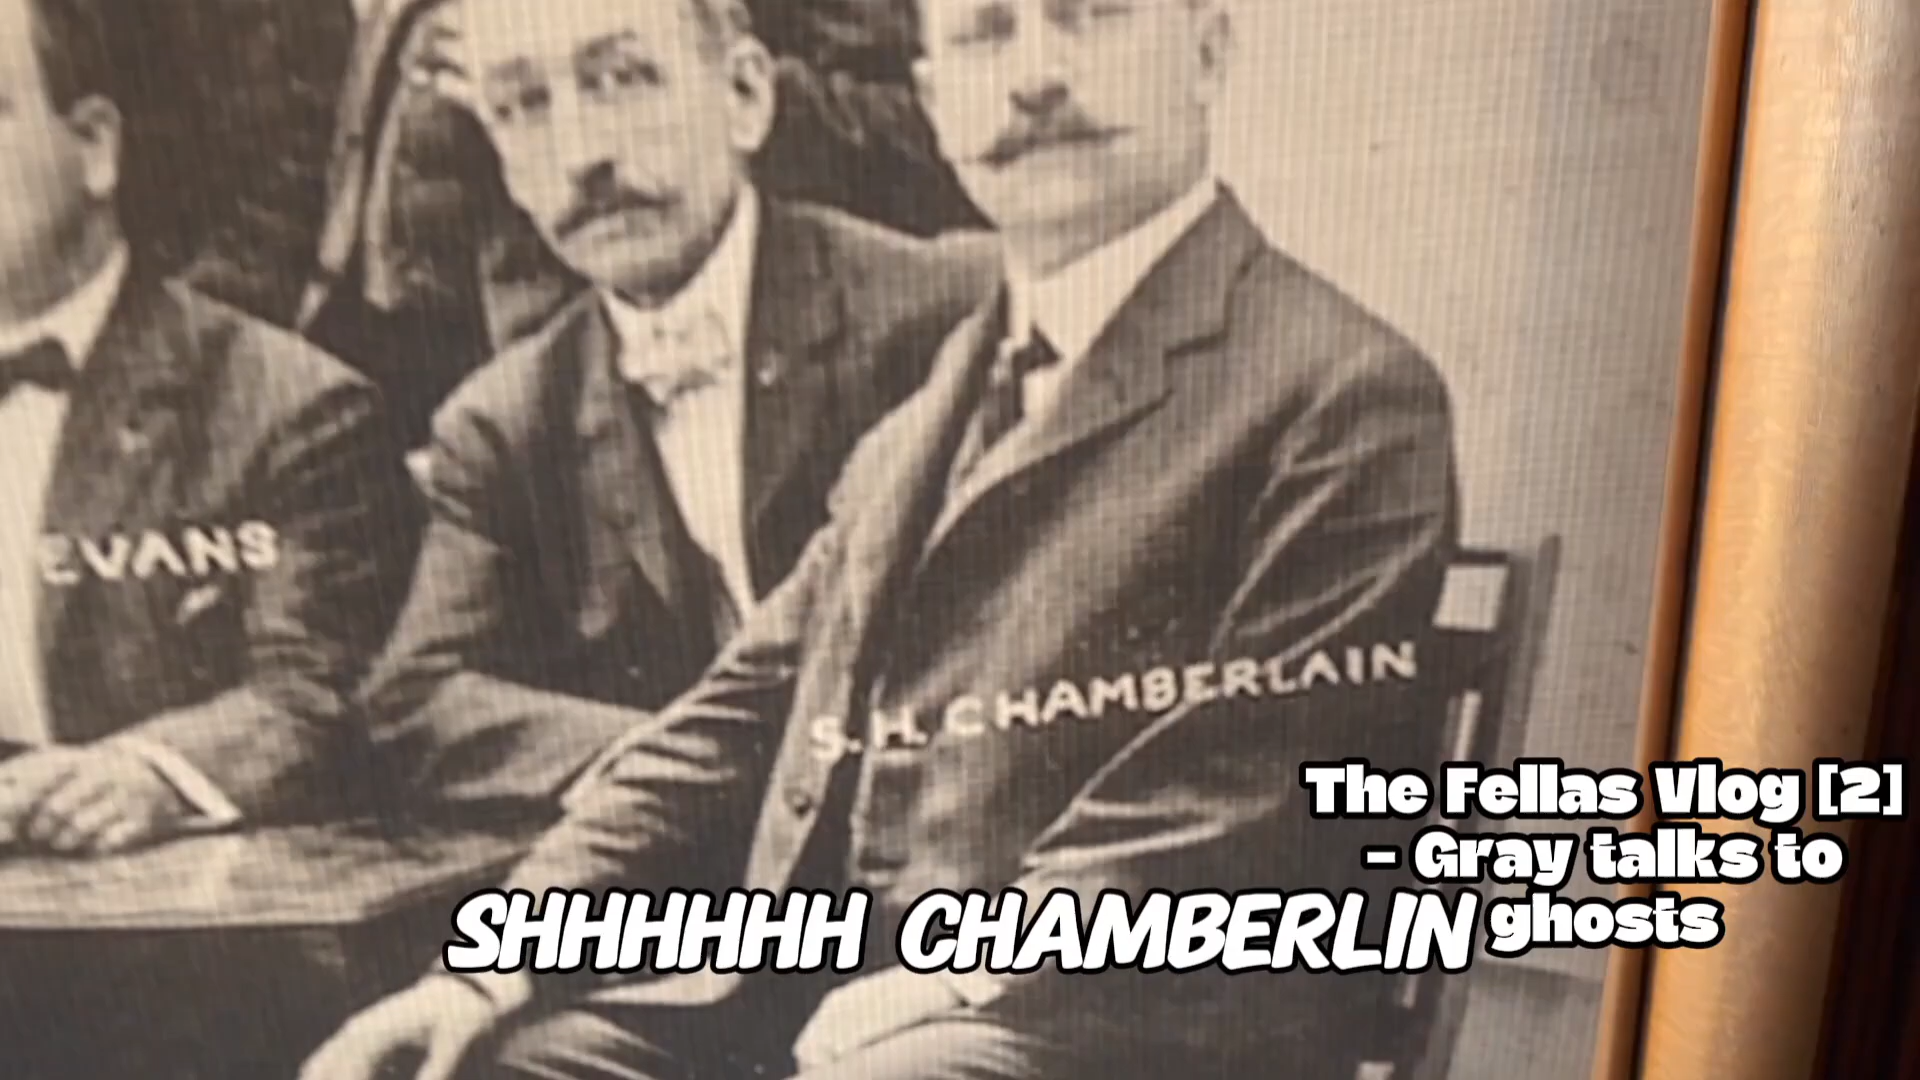 EVANS
S. H. CHAMBERLAIN
The Fellas Vlog [2]
- Gray talks to
ghosts
SHHHHHH CHAMBERLIN